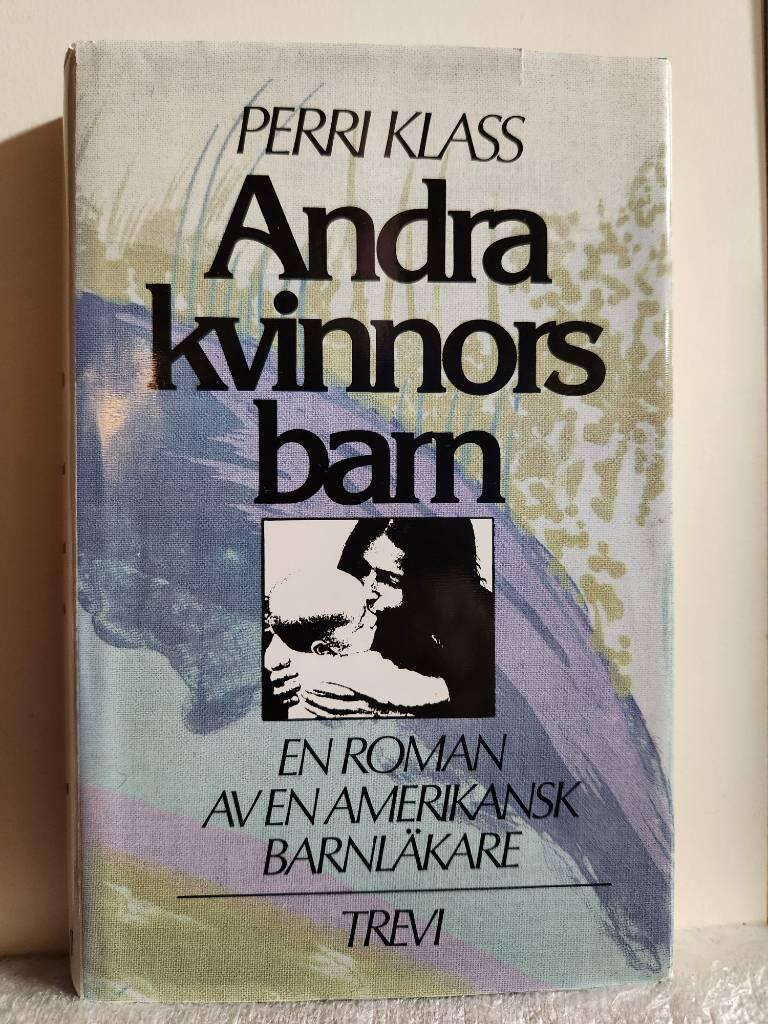 PERRI KLASS
Andra
kvinnors
barn
EN ROMAN
AV EN AMERIKANSK
BARNLÄKARE
TREVI